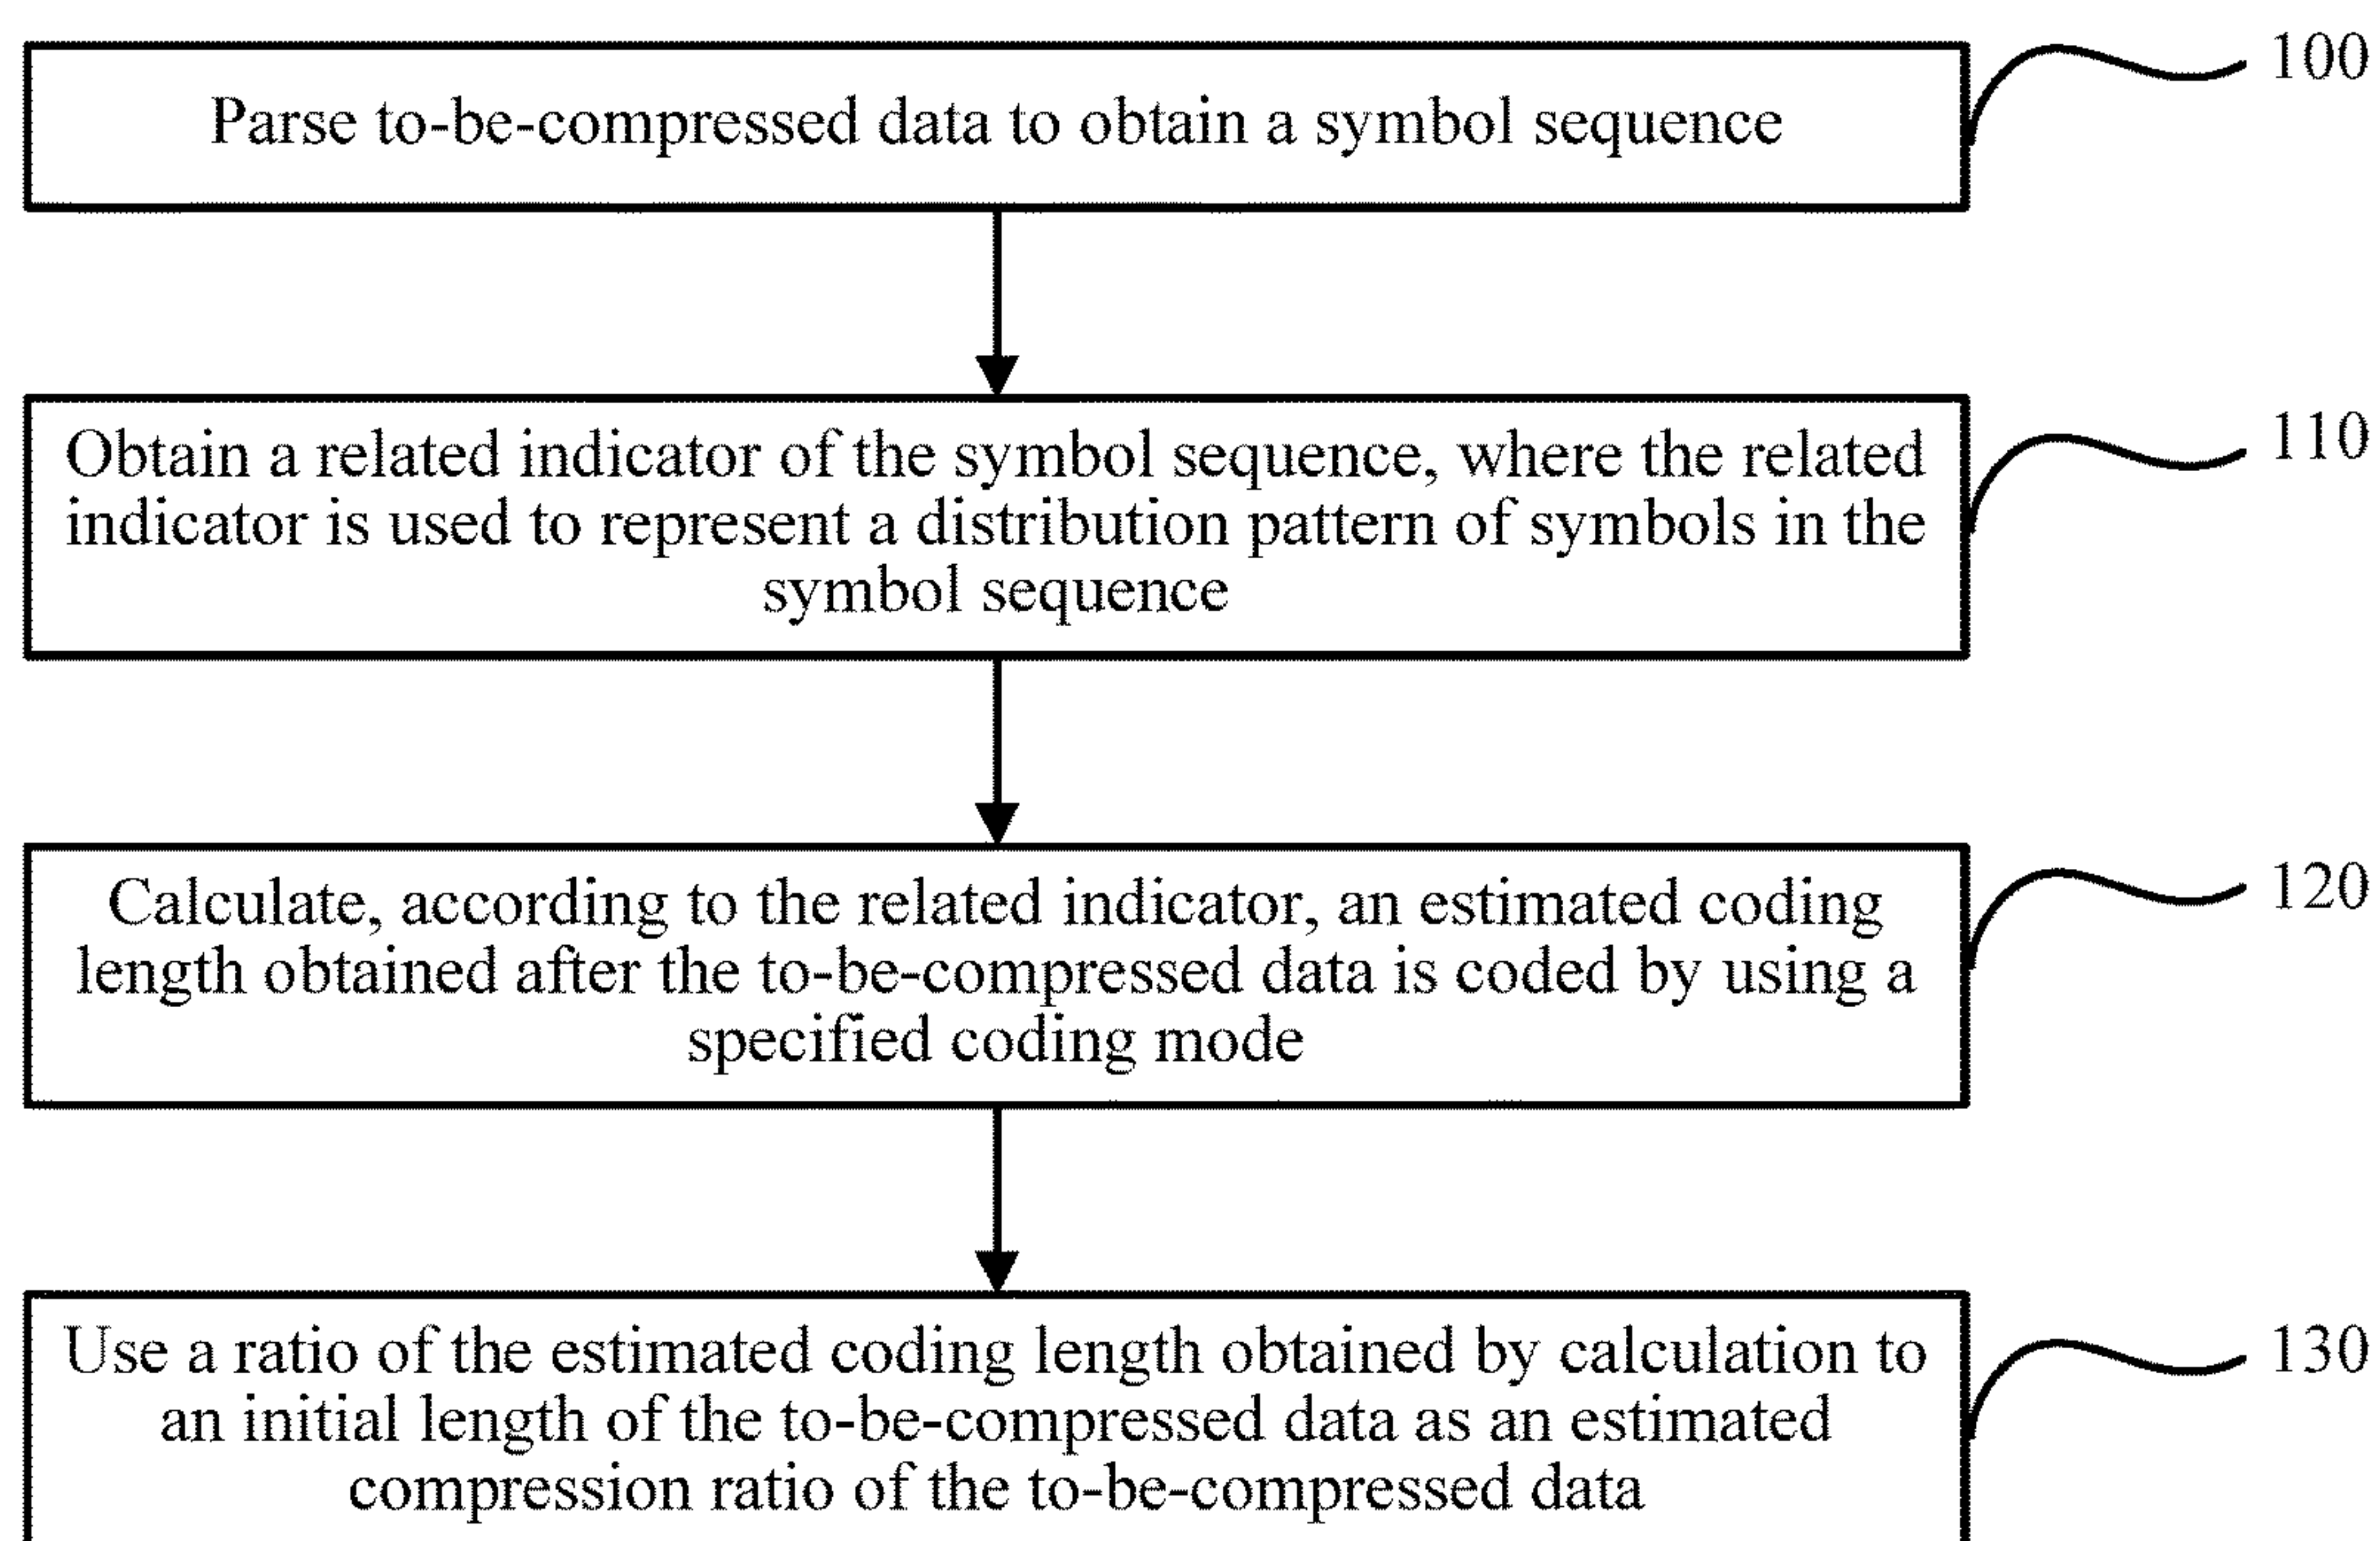 Parse to-be-compressed data to obtain a symbol sequence
100
Obtain a related indicator of the symbol sequence, where the related
indicator is used to represent a distribution pattern of symbols in the
symbol sequence
110
Calculate, according to the related indicator, an estimated coding
length obtained after the to-be-compressed data is coded by using a
specified coding mode
120
Use a ratio of the estimated coding length obtained by calculation to
an initial length of the to-be-compressed data as an estimated
compression ratio of the to-be-compressed data
130